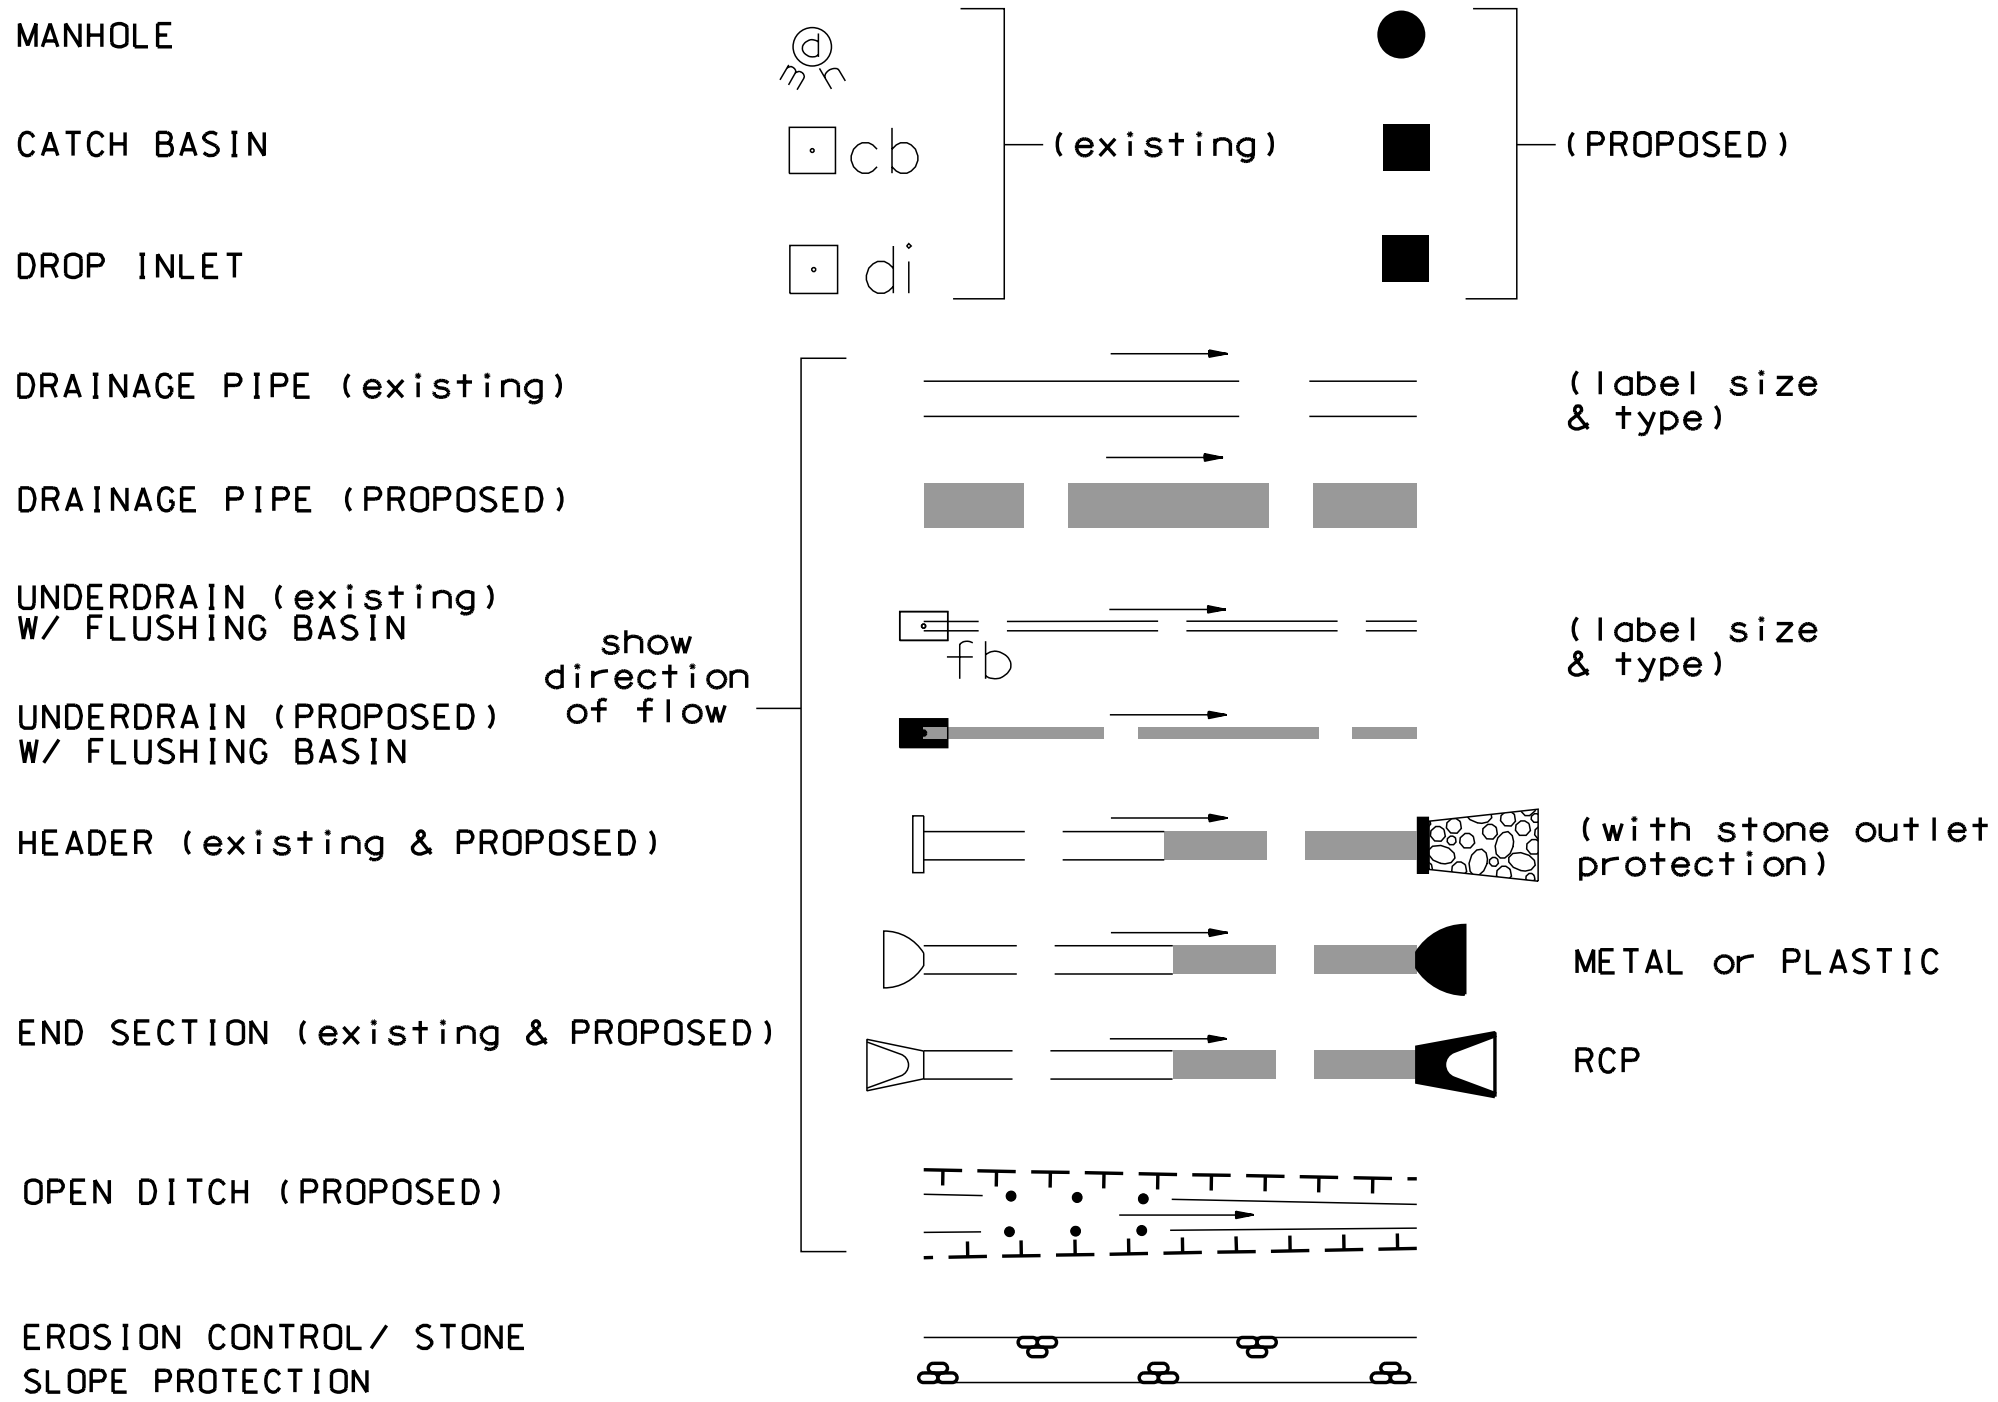 MANHOLE
d
m h
CATCH BASIN
cb
(existing)
(PROPOSED)
DROP INLET
di
DRAINAGE PIPE (existing)
(label size
& type)
DRAINAGE PIPE (PROPOSED)
UNDERDRAIN (existing)
W/ FLUSHING BASIN
fb
(label size
& type)
show
direction
of flow
UNDERDRAIN (PROPOSED)
W/ FLUSHING BASIN
HEADER (existing & PROPOSED)
(with stone outlet
protection)
METAL or PLASTIC
END SECTION (existing & PROPOSED)
RCP
OPEN DITCH (PROPOSED)
EROSION CONTROL/ STONE
SLOPE PROTECTION